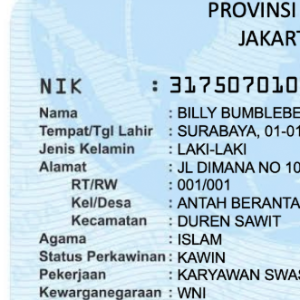 PROVINSI
JAKART
NIK : 317507010
Nama : BILLY BUMBLEBE
Tempat/Tgl Lahir : SURABAYA, 01-01
Jenis Kelamin : LAKI-LAKI
Alamat : JL DIMANA NO 10
RT/RW : 001/001
Kel/Desa : ANTAH BERANTA
Kecamatan : DUREN SAWIT
Agama : ISLAM
Status Perkawinan : KAWIN
Pekerjaan : KARYAWAN SWAS
Kewarganegaraan : WNI